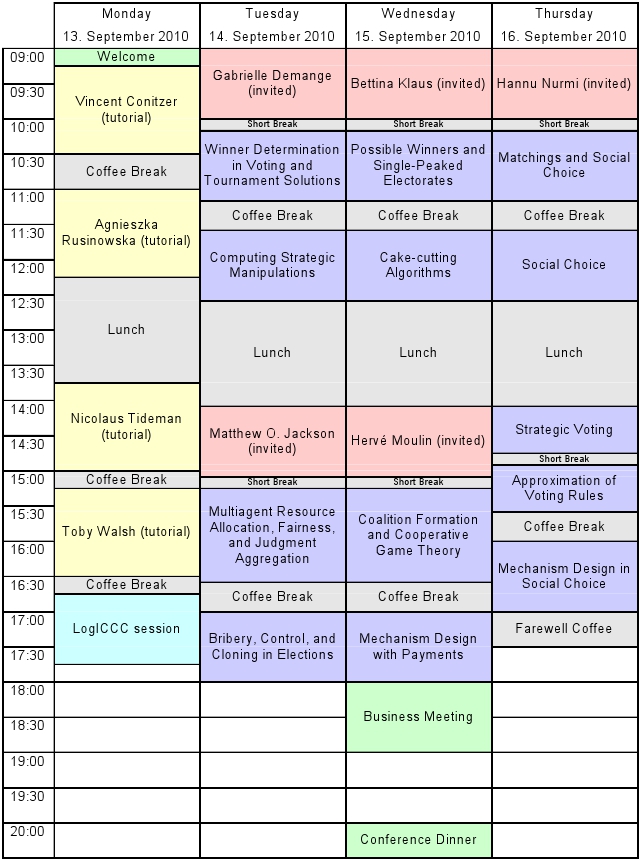 Monday
13. September 2010
Tuesday
14. September 2010
Wednesday
15. September 2010
Thursday
16. September 2010
09:00
09:30
10:00
10:30
11:00
11:30
12:00
12:30
13:00
13:30
14:00
14:30
15:00
15:30
16:00
16:30
17:00
17:30
18:00
18:30
19:00
19:30
20:00
Welcome
Vincent Conitzer
(tutorial)
Coffee Break
Agnieszka
Rusinowska (tutorial)
Lunch
Nicolaus Tideman
(tutorial)
Coffee Break
Toby Walsh (tutorial)
Coffee Break
LogICCC session
Gabrielle Demange
(invited)
Short Break
Winner Determination
in Voting and
Tournament Solutions
Coffee Break
Computing Strategic
Manipulations
Lunch
Matthew O. Jackson
(invited)
Short Break
Multiagent Resource
Allocation, Fairness,
and Judgment
Aggregation
Coffee Break
Bribery, Control, and
Cloning in Elections
Bettina Klaus (invited)
Short Break
Possible Winners and
Single-Peaked
Electorates
Coffee Break
Cake-cutting
Algorithms
Lunch
Hervé Moulin (invited)
Short Break
Coalition Formation
and Cooperative
Game Theory
Coffee Break
Mechanism Design
with Payments
Business Meeting
Conference Dinner
Hannu Nurmi (invited)
Short Break
Matchings and Social
Choice
Coffee Break
Social Choice
Lunch
Strategic Voting
Short Break
Approximation of
Voting Rules
Coffee Break
Mechanism Design in
Social Choice
Farewell Coffee